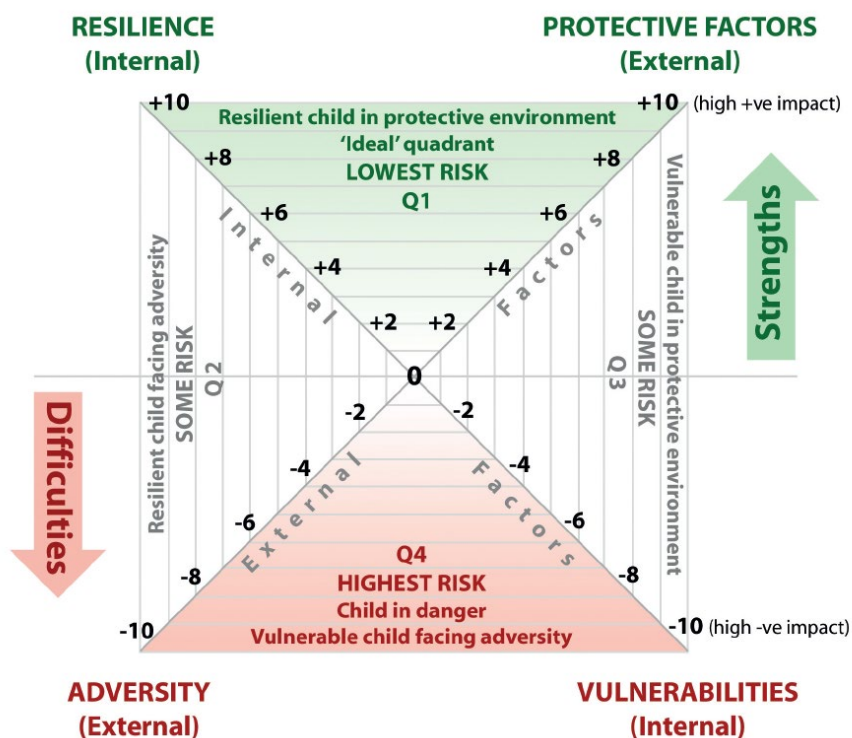 RESILIENCE
(Internal)
PROTECTIVE FACTORS
(External)
+10
+10 (high +ve impact)
Resilient child in protective environment
'Ideal' quadrant
LOWEST RISK
Q1
+8
+8
+6
+6
+4
+4
+2
+2
Internal
Factors
Strengths
Resilient child facing adversity
SOME RISK
Q2
0
Vulnerable child in protective environment
SOME RISK
Q3
Difficulties
-2
-2
-4
-4
-6
-6
-8
-8
External
Factors
Q4
HIGHEST RISK
Child in danger
Vulnerable child facing adversity
-10
-10 (high -ve impact)
ADVERSITY
(External)
VULNERABILITIES
(Internal)